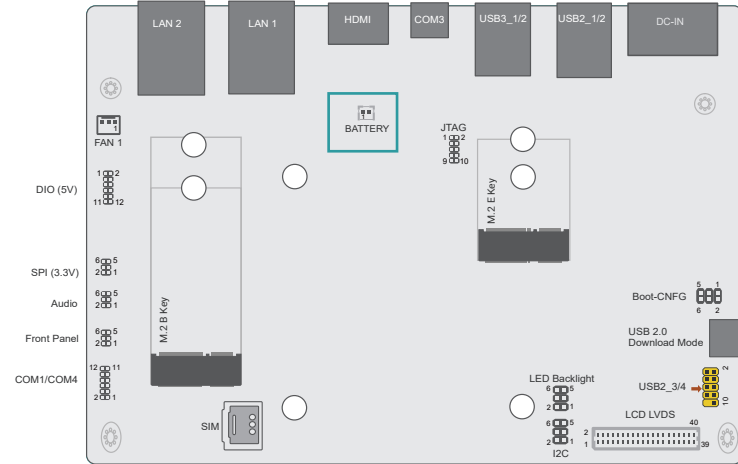 LAN 2
LAN 1
HDMI
COM3
USB3_1/2
USB2_1/2
DC-IN
1
BATTERY
1
FAN 1
JTAG
1 2
9 10
DIO (5V)
1 2
11 12
M.2 E Key
SPI (3.3V)
6 5
2 1
Audio
6 5
2 1
Front Panel
6 5
2 1
COM1/COM4
12 11
2 1
M.2 B Key
SIM
Boot-CNFG
5 1
6 2
USB 2.0
Download Mode
USB2_3/4
2
10
LED Backlight
6 5
2 1
6 5
2 1
I2C
LCD LVDS
40
2
1
39